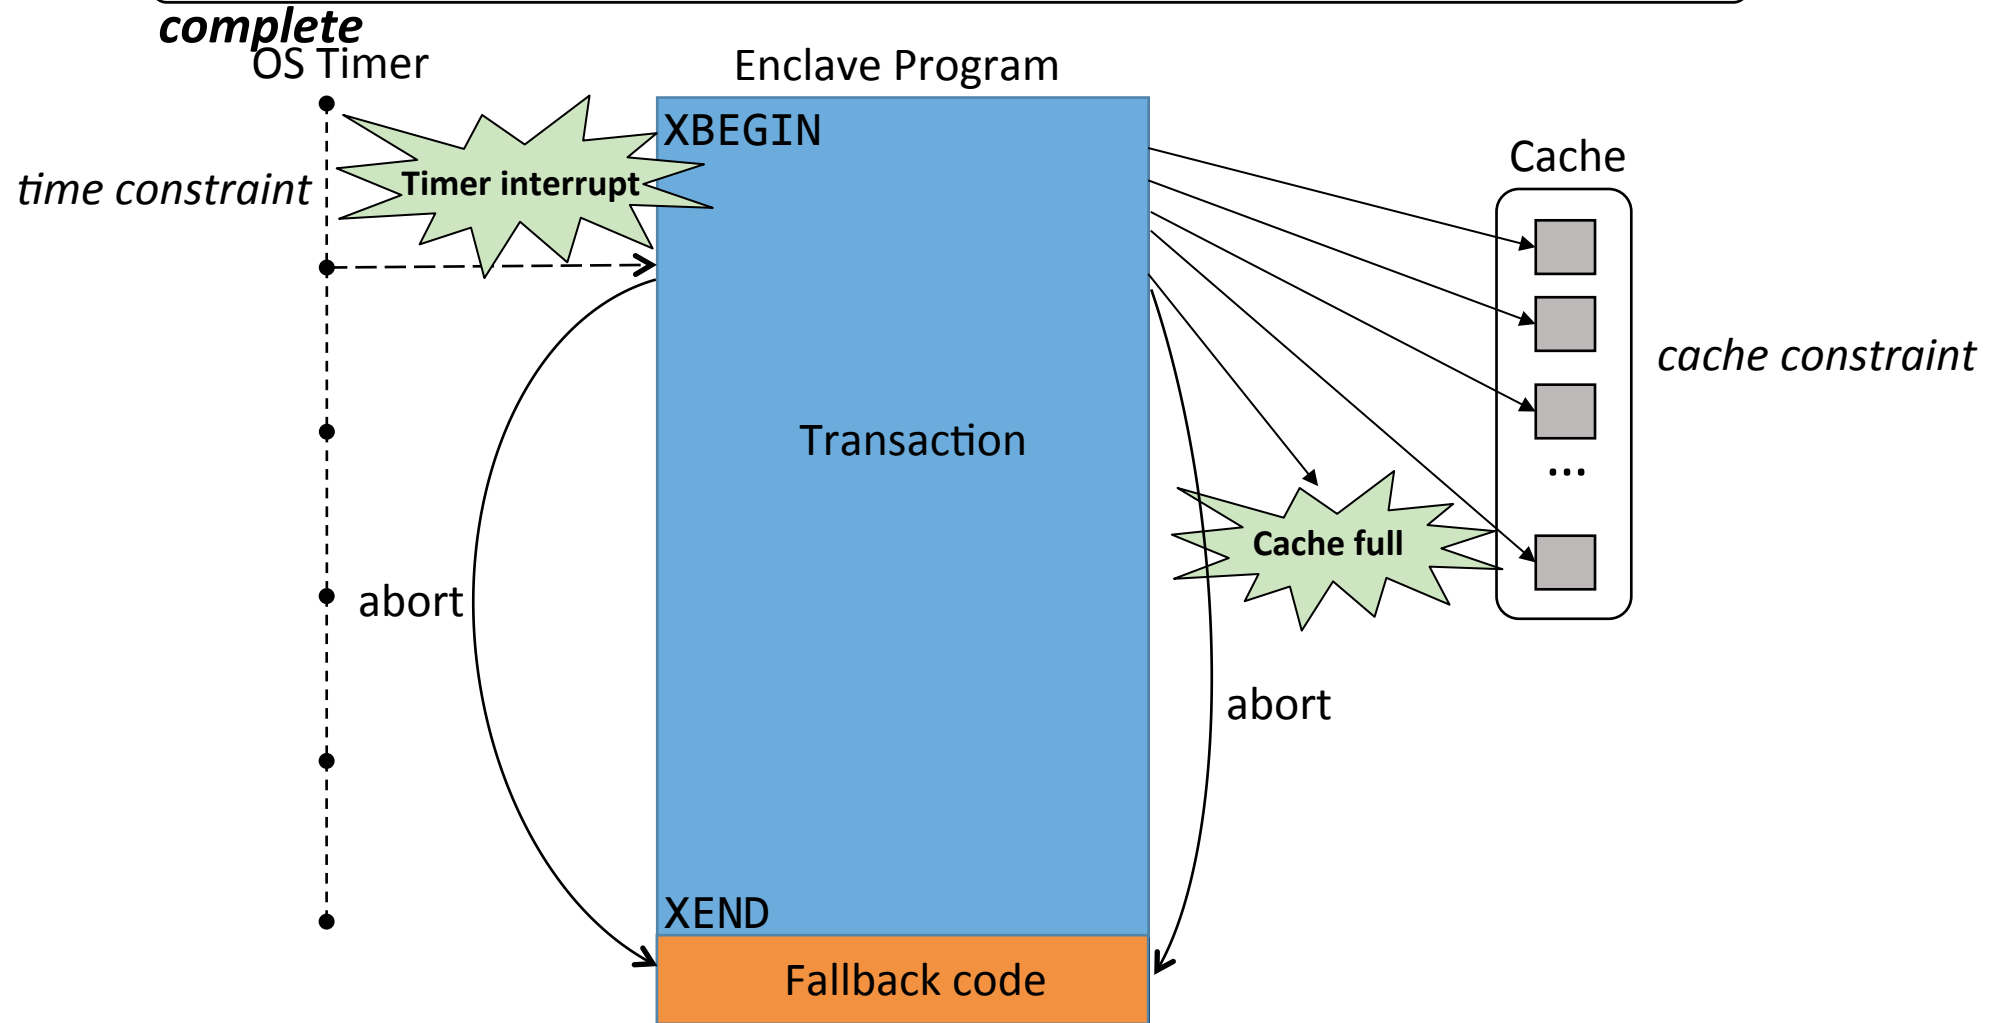 complete
OS Timer
Enclave Program
XBEGIN
Cache
Timer interrupt
time constraint
cache constraint
Transaction
...
Cache full
abort
abort
XEND
Fallback code